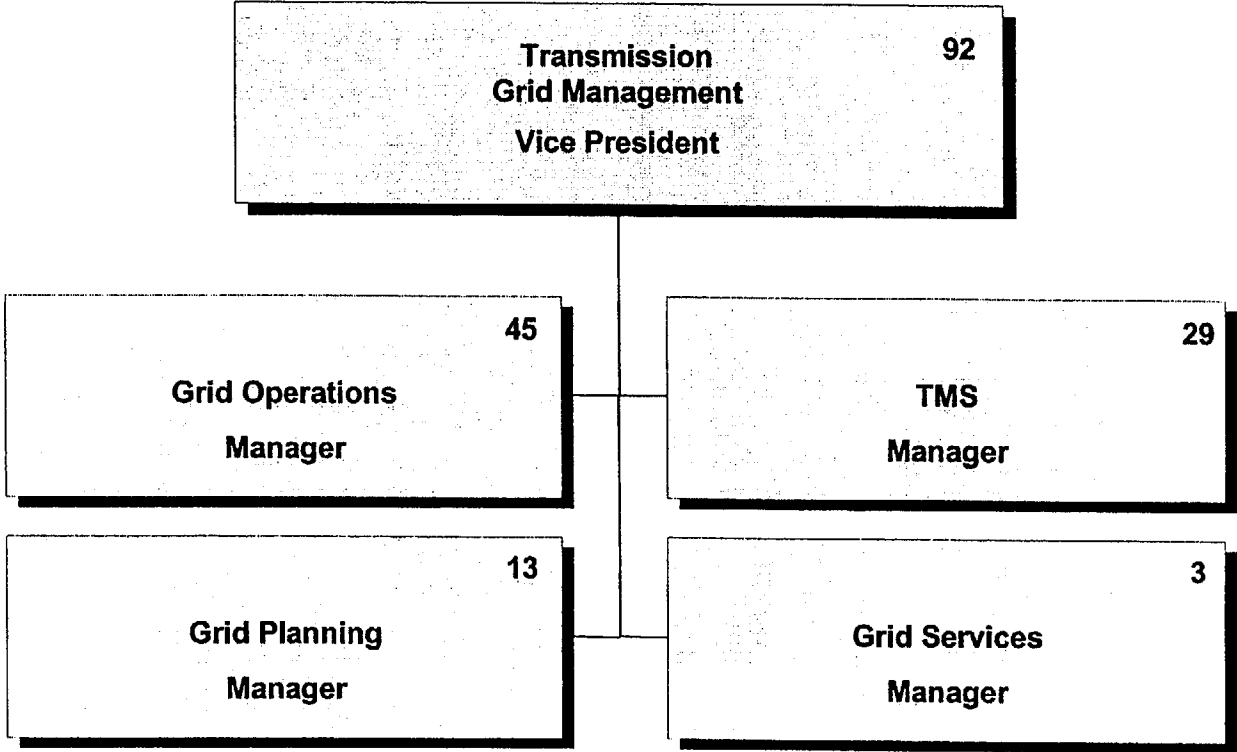 92
Transmission
Grid Management
Vice President
45
Grid Operations
Manager
29
TMS
Manager
13
Grid Planning
Manager
3
Grid Services
Manager